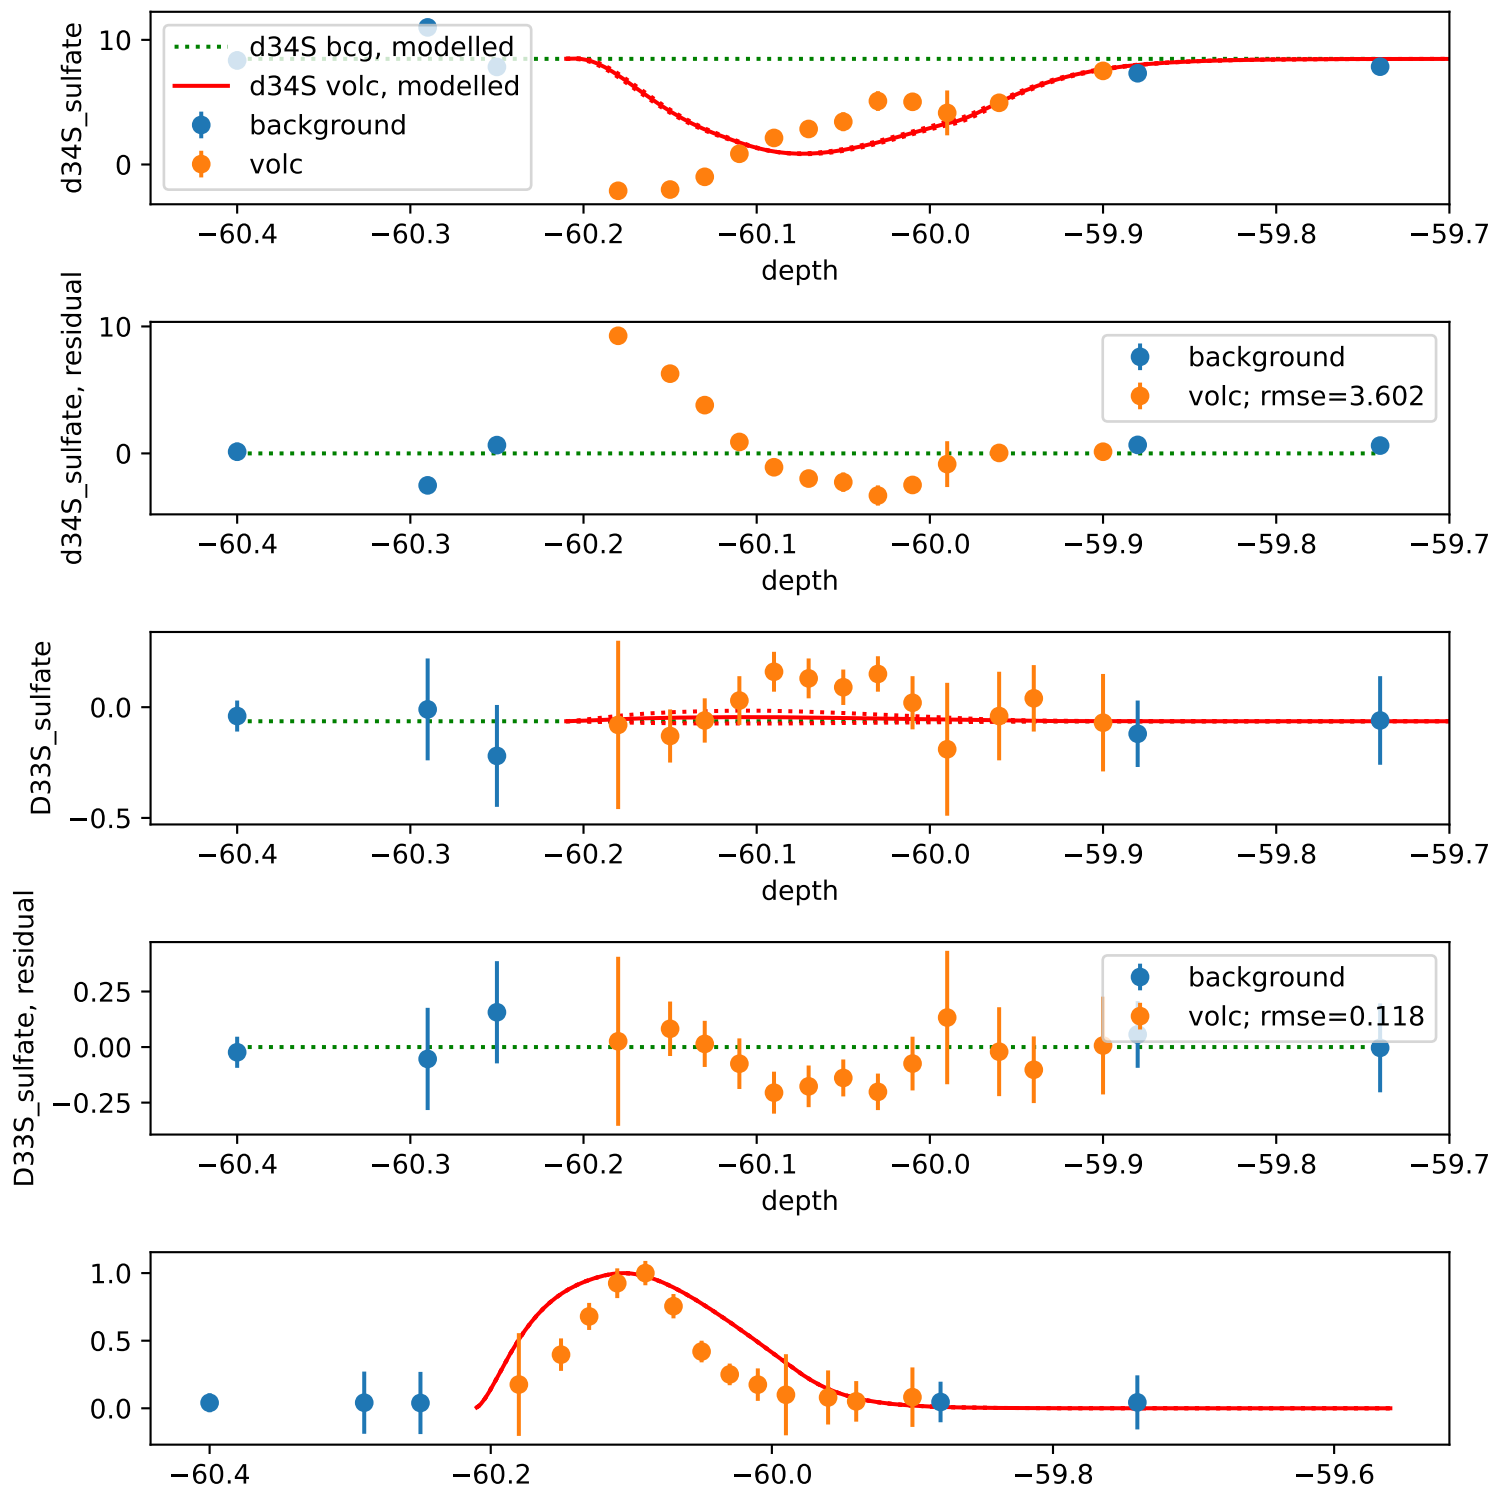 d34S_sulfate
10
0
d34S bcg, modelled
d34S volc, modelled
background
volc
−60.4 −60.3 −60.2 −60.1 −60.0 −59.9 −59.8 −59.7
depth
d34S_sulfate, residual
10
0
background
volc; rmse=3.602
−60.4 −60.3 −60.2 −60.1 −60.0 −59.9 −59.8 −59.7
depth
D33S_sulfate
0.0
−0.5
−60.4 −60.3 −60.2 −60.1 −60.0 −59.9 −59.8 −59.7
depth
D33S_sulfate, residual
0.25
0.00
−0.25
background
volc; rmse=0.118
−60.4 −60.3 −60.2 −60.1 −60.0 −59.9 −59.8 −59.7
depth
1.0
0.5
0.0
−60.4 −60.2 −60.0 −59.8 −59.6